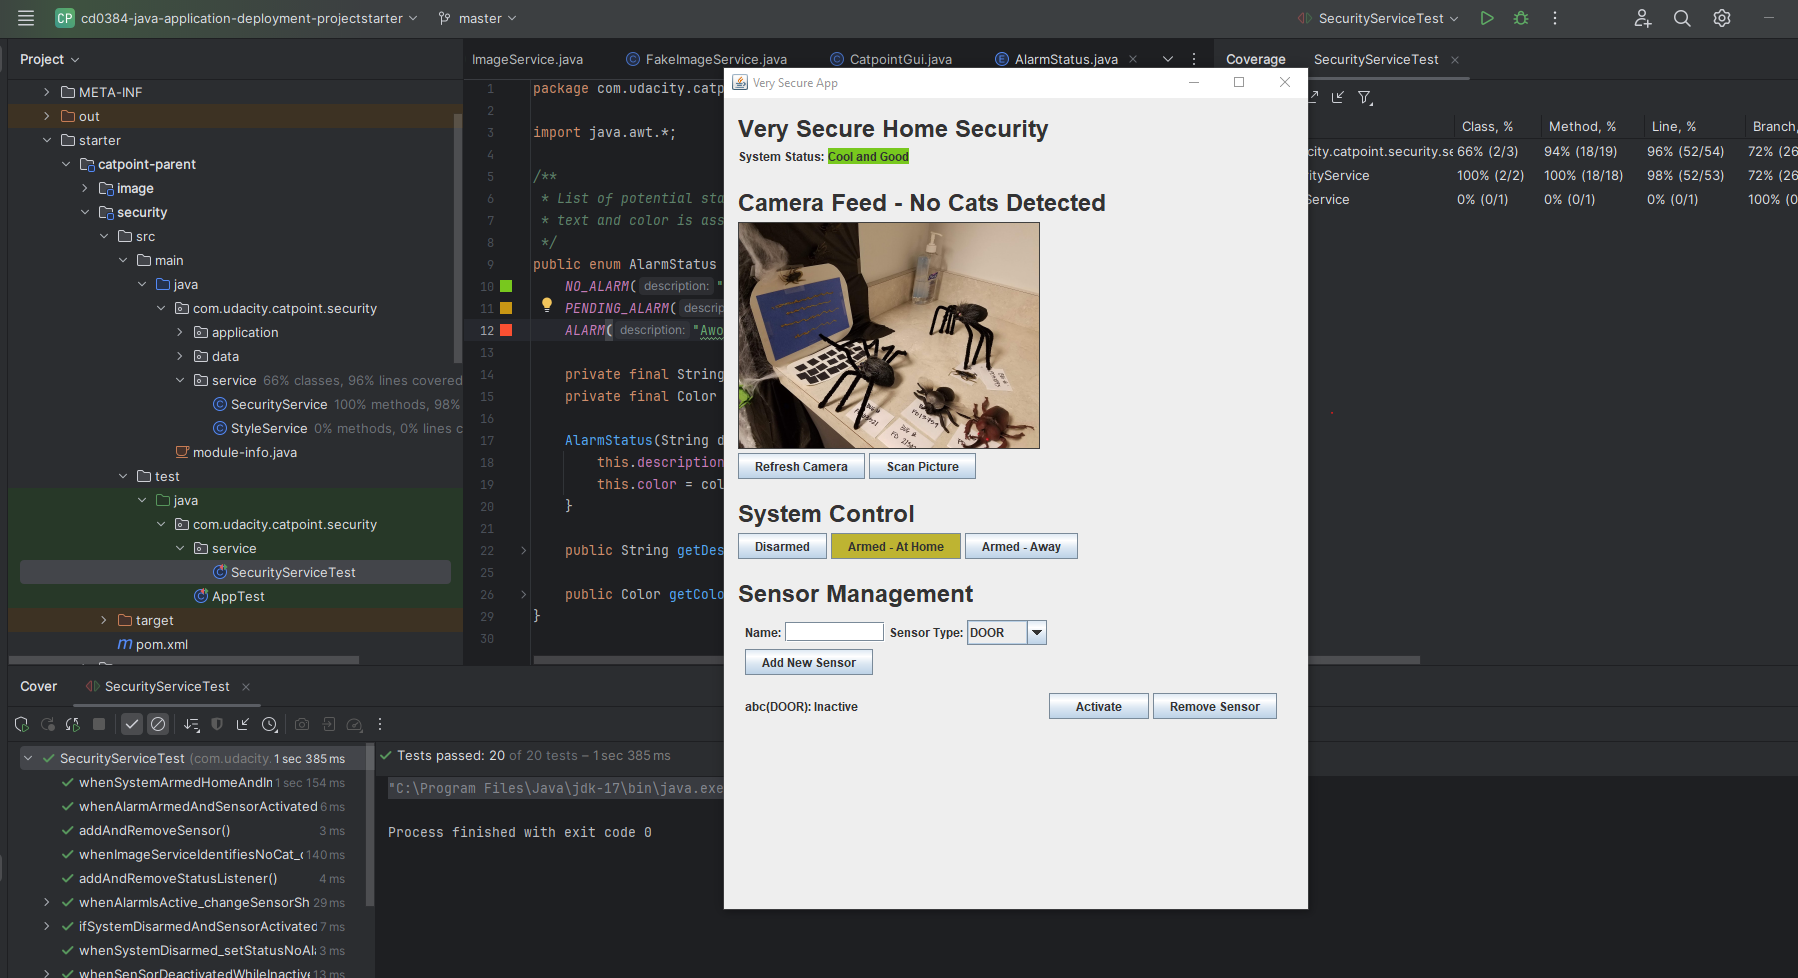 CP cd0384-java-application-deployment-projectstarter master SecurityServiceTest
Project
META-INF
out
starter
catpoint-parent
image
security
src
main
java
com.udacity.catpoint.security
application
data
service 66% classes, 96% lines covered
SecurityService 100% methods, 98%
StyleService 0% methods, 0% lines c
module-info.java
test
java
com.udacity.catpoint.security
service
SecurityServiceTest
AppTest
target
pom.xml
ImageService.java FakeImageService.java CatpointGui.java AlarmStatus.java
1 package com.udacity.catp
2
3 import java.awt.*;
4
5 /**
6 * List of potential sta
7 * text and color is ass
8 */
9 public enum AlarmStatus
10 NO_ALARM( description: "
11 PENDING_ALARM( descrip
12 ALARM( description: "Awo
13
14 private final String
15 private final Color
16
17 AlarmStatus(String d
18 this.description
19 this.color = col
20 }
21
22 public String getDes
25
26 public Color getColo
29 }
30
Very Secure App
Very Secure Home Security
System Status: Cool and Good
Camera Feed - No Cats Detected
Refresh Camera Scan Picture
System Control
Disarmed Armed - At Home Armed - Away
Sensor Management
Name: Sensor Type: DOOR
Add New Sensor
abc(DOOR): Inactive Activate Remove Sensor
Coverage SecurityServiceTest
Class, % Method, % Line, % Branch,
city.catpoint.security.se 66% (2/3) 94% (18/19) 96% (52/54) 72% (26
ityService 100% (2/2) 100% (18/18) 98% (52/53) 72% (26
Service 0% (0/1) 0% (0/1) 0% (0/1) 100% (0
Cover SecurityServiceTest
SecurityServiceTest (com.udacity. 1 sec 385 ms
whenSystemArmedHomeAndIn 1 sec 154 ms
whenAlarmArmedAndSensorActivated 6 ms
addAndRemoveSensor() 3 ms
whenImageServiceIdentifiesNoCat_c 140 ms
addAndRemoveStatusListener() 4 ms
whenAlarmIsActive_changeSensorSh 29 ms
ifSystemDisarmedAndSensorActivated 7 ms
whenSystemDisarmed_setStatusNoAla 3 ms
whenSenSorDeactivatedWhileInactive 13 ms
Tests passed: 20 of 20 tests – 1 sec 385 ms
"C:\Program Files\Java\jdk-17\bin\java.exe
Process finished with exit code 0